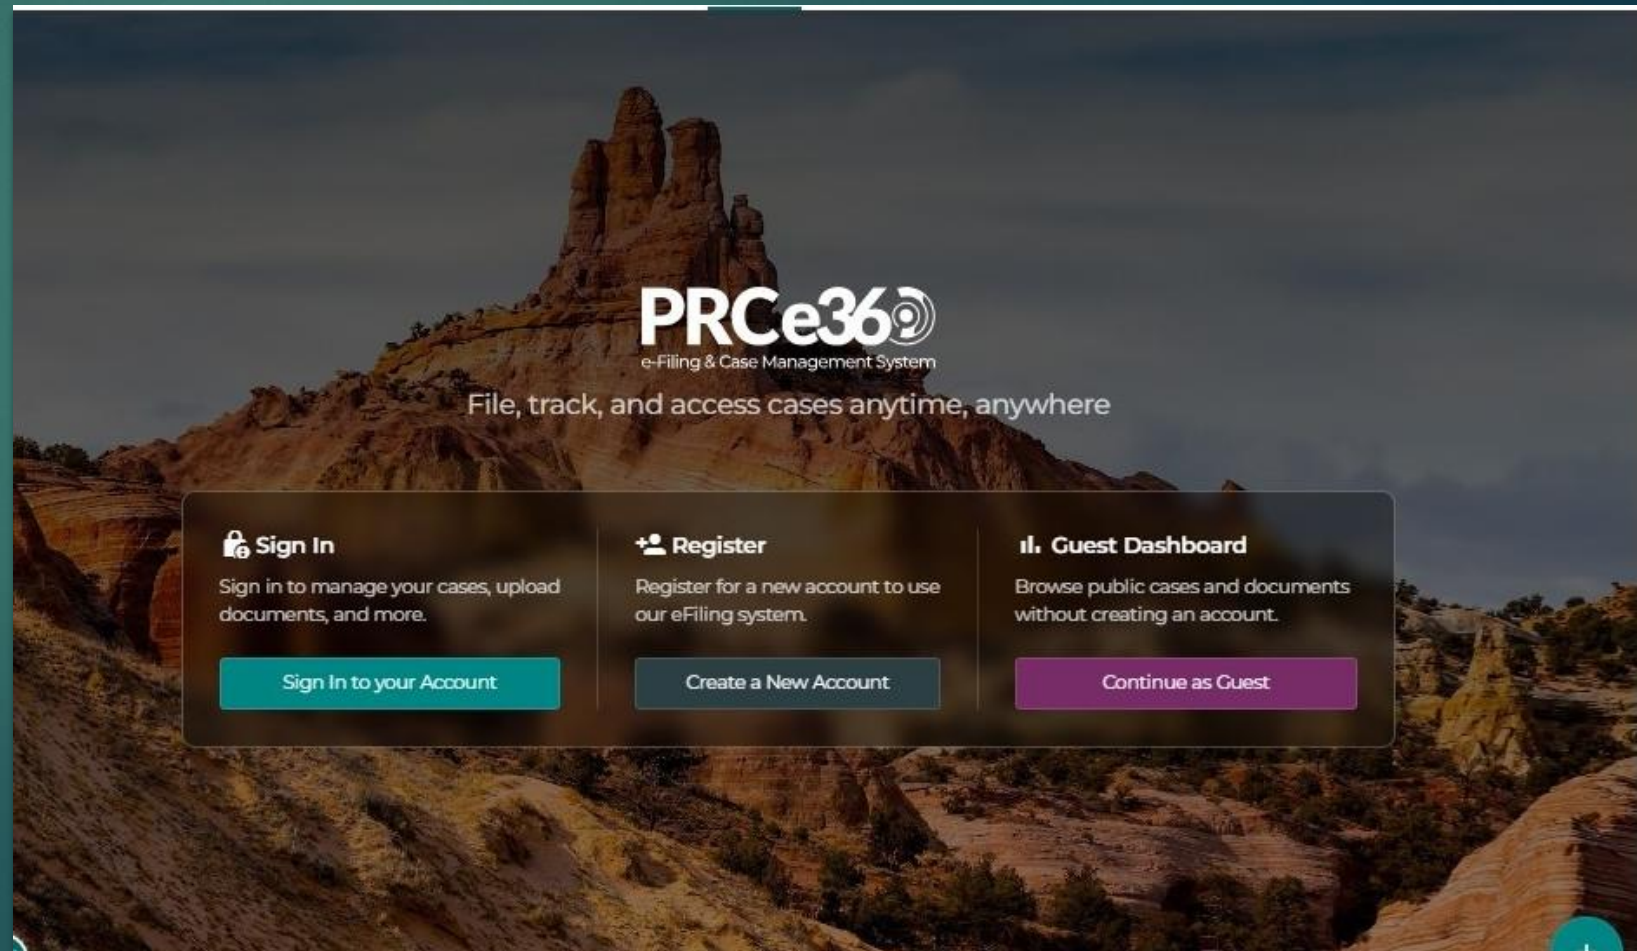 PRCe360
e-Filing & Case Management System
File, track, and access cases anytime, anywhere
Sign In
Sign in to manage your cases, upload
documents, and more.
Sign In to your Account
Register
Register for a new account to use
our eFiling system.
Create a New Account
Guest Dashboard
Browse public cases and documents
without creating an account.
Continue as Guest